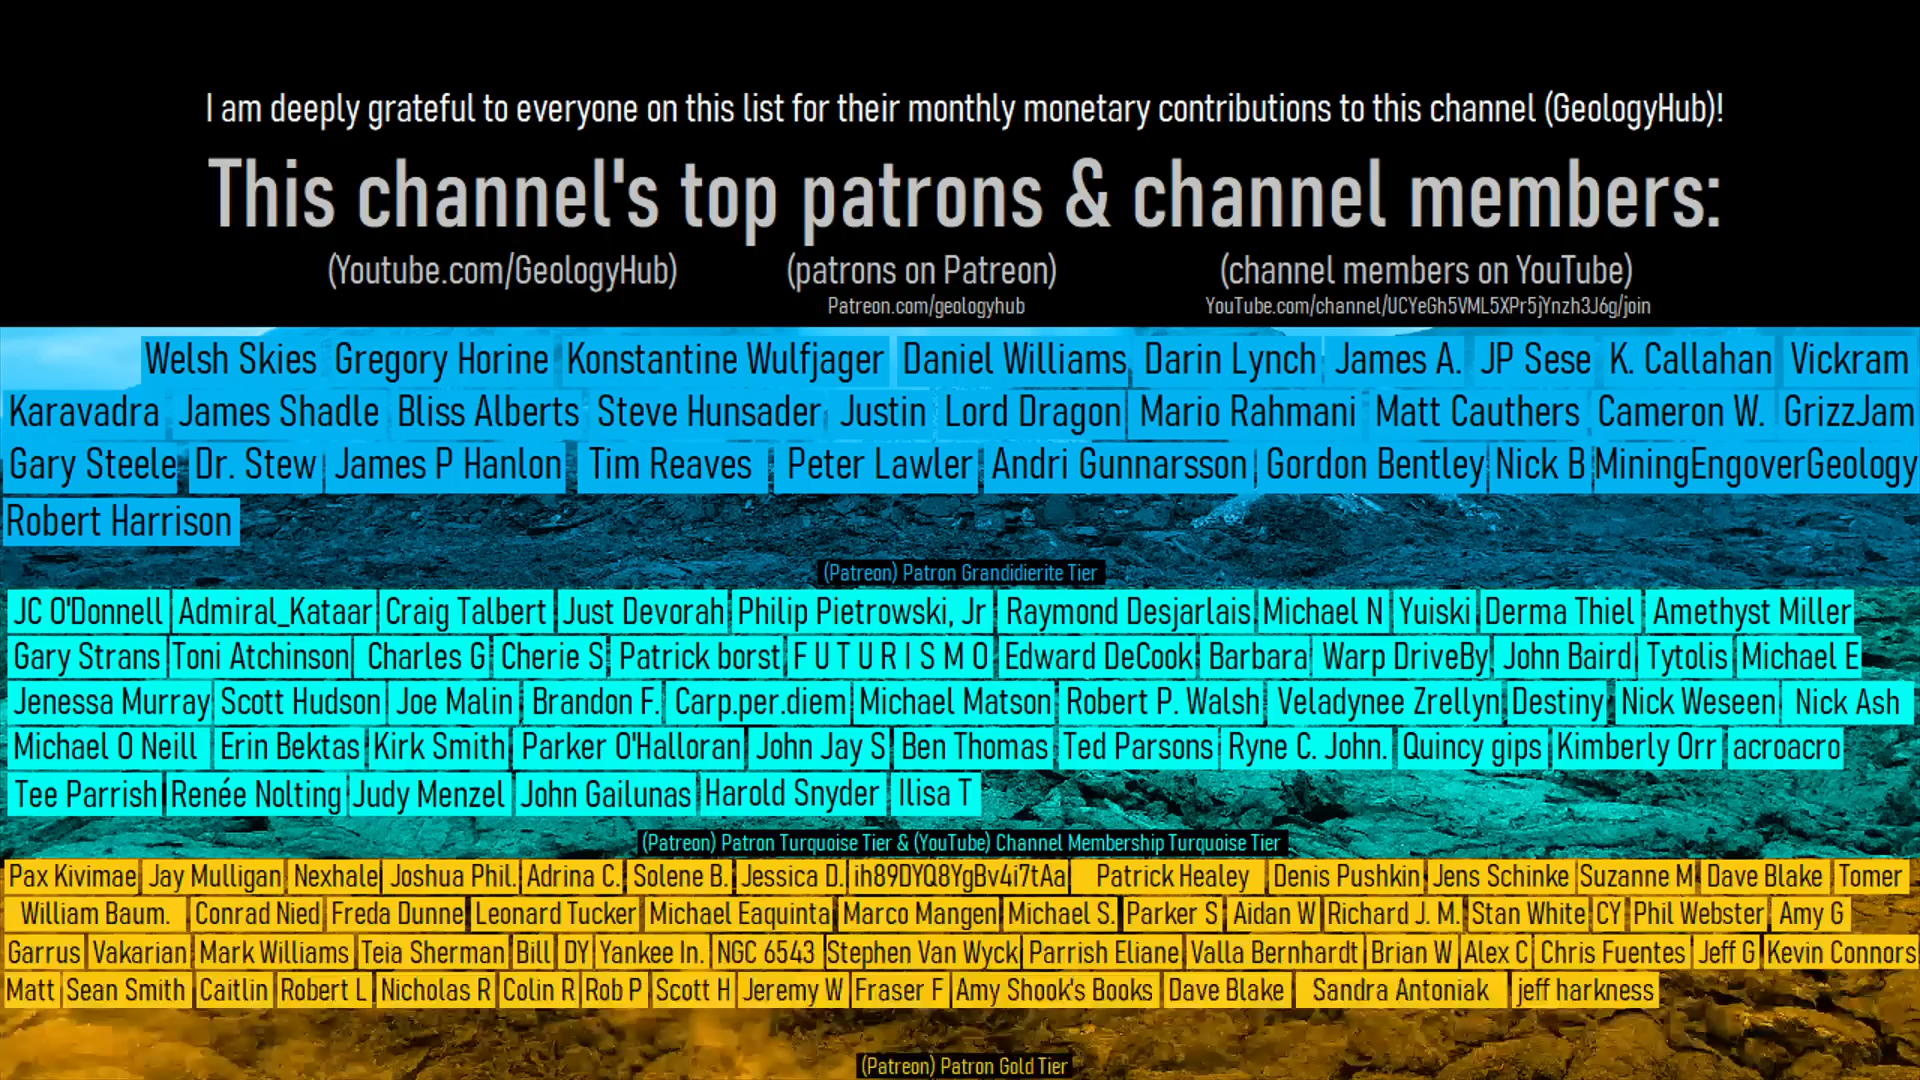 I am deeply grateful to everyone on this list for their monthly monetary contributions to this channel (GeologyHub)!
This channel's top patrons & channel members:
(Youtube.com/GeologyHub) (patrons on Patreon) (channel members on YouTube)
Patreon.com/geologyhub YouTube.com/channel/UCYeGh5VML5XPr5jYnzh3J6g/join
Welsh Skies Gregory Horine Konstantine Wulfjager Daniel Williams Darin Lynch James A. JP Sese K. Callahan Vickram
Karavadra James Shadle Bliss Alberts Steve Hunsader Justin Lord Dragon Mario Rahmani Matt Cauthers Cameron W. GrizzJam
Gary Steele Dr. Stew James P Hanlon Tim Reaves Peter Lawler Andri Gunnarsson Gordon Bentley Nick B MiningEngoverGeology
Robert Harrison
(Patreon) Patron Grandidierite Tier
JC O'Donnell Admiral_Kataar Craig Talbert Just Devorah Philip Pietrowski, Jr Raymond Desjarlais Michael N Yuiski Derma Thiel Amethyst Miller
Gary Strans Toni Atchinson Charles G Cherie S Patrick borst F U T U R I S M O Edward DeCook Barbara Warp DriveBy John Baird Tytolis Michael E
Jenessa Murray Scott Hudson Joe Malin Brandon F. Carp.per.diem Michael Matson Robert P. Walsh Veladynee Zrellyn Destiny Nick Weseen Nick Ash
Michael O Neill Erin Bektas Kirk Smith Parker O'Halloran John Jay S Ben Thomas Ted Parsons Ryne C. John. Quincy gips Kimberly Orr acroacro
Tee Parrish Renée Nolting Judy Menzel John Gailunas Harold Snyder Ilisa T
(Patreon) Patron Turquoise Tier & (YouTube) Channel Membership Turquoise Tier
Pax Kivimae Jay Mulligan Nexhale Joshua Phil. Adrina C. Solene B. Jessica D. ih89DYQ8YgBv4i7tAa Patrick Healey Denis Pushkin Jens Schinke Suzanne M Dave Blake Tomer
William Baum. Conrad Nied Freda Dunne Leonard Tucker Michael Eaquinta Marco Mangen Michael S. Parker S Aidan W Richard J. M. Stan White CY Phil Webster Amy G
Garrus Vakarian Mark Williams Teia Sherman Bill DY Yankee In. NGC 6543 Stephen Van Wyck Parrish Eliane Valla Bernhardt Brian W Alex C Chris Fuentes Jeff G Kevin Connors
Matt Sean Smith Caitlin Robert L Nicholas R Colin R Rob P Scott H Jeremy W Fraser F Amy Shook's Books Dave Blake Sandra Antoniak jeff harkness
(Patreon) Patron Gold Tier